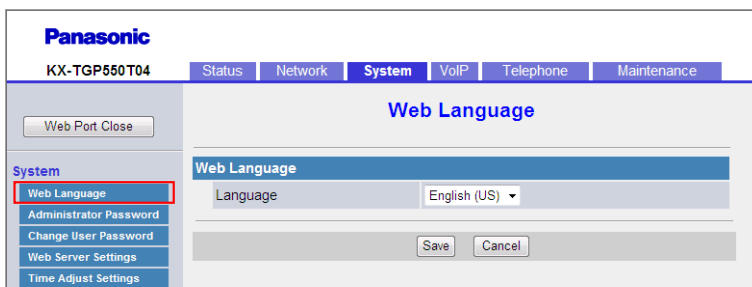 Panasonic
KX-TGP550T04
Status Network System VoIP Telephone Maintenance
Web Port Close
Web Language
System
Web Language
Administrator Password
Change User Password
Web Server Settings
Time Adjust Settings
Web Language
Language English (US)
Save Cancel